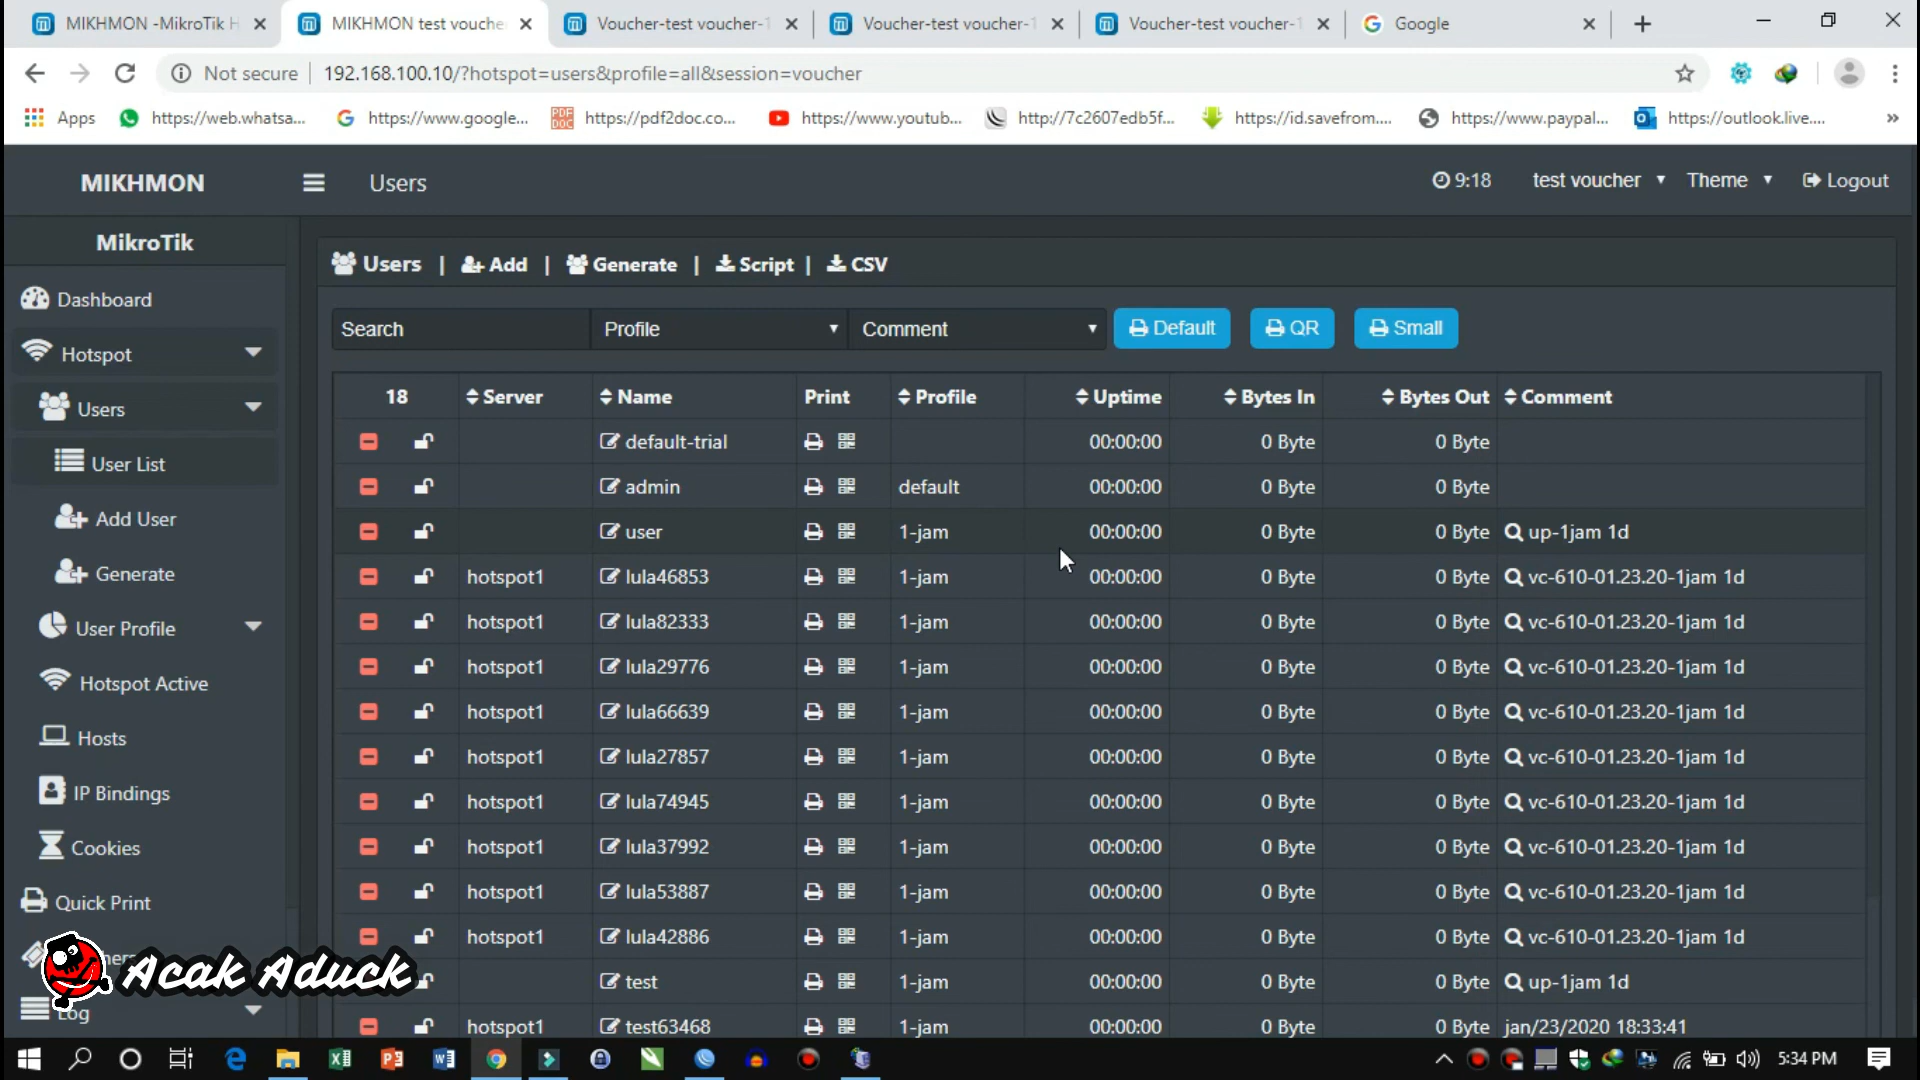 MIKHMON -MikroTik H
MIKHMON test vouche
Voucher-test voucher-1
Voucher-test voucher-1
Voucher-test voucher-1
Google
Not secure
192.168.100.10/?hotspot=users&profile=all&session=voucher
Apps
https://web.whatsa...
https://www.google...
https://pdf2doc.co...
https://www.youtub...
http://7c2607edb5f...
https://id.savefrom....
https://www.paypal...
https://outlook.live....
»
MIKHMON
Users
9:18
test voucher
Theme
Logout
MikroTik
Dashboard
Hotspot
Users
User List
Add User
Generate
User Profile
Hotspot Active
Hosts
IP Bindings
Cookies
Quick Print
Log
Users | Add | Generate | Script | CSV
Search Profile Comment Default QR Small
18 Server Name Print Profile Uptime Bytes In Bytes Out Comment
default-trial 00:00:00 0 Byte 0 Byte
admin default 00:00:00 0 Byte 0 Byte
user 1-jam 00:00:00 0 Byte 0 Byte up-1jam 1d
hotspot1 lula46853 1-jam 00:00:00 0 Byte 0 Byte vc-610-01.23.20-1jam 1d
hotspot1 lula82333 1-jam 00:00:00 0 Byte 0 Byte vc-610-01.23.20-1jam 1d
hotspot1 lula29776 1-jam 00:00:00 0 Byte 0 Byte vc-610-01.23.20-1jam 1d
hotspot1 lula66639 1-jam 00:00:00 0 Byte 0 Byte vc-610-01.23.20-1jam 1d
hotspot1 lula27857 1-jam 00:00:00 0 Byte 0 Byte vc-610-01.23.20-1jam 1d
hotspot1 lula74945 1-jam 00:00:00 0 Byte 0 Byte vc-610-01.23.20-1jam 1d
hotspot1 lula37992 1-jam 00:00:00 0 Byte 0 Byte vc-610-01.23.20-1jam 1d
hotspot1 lula53887 1-jam 00:00:00 0 Byte 0 Byte vc-610-01.23.20-1jam 1d
hotspot1 lula42886 1-jam 00:00:00 0 Byte 0 Byte vc-610-01.23.20-1jam 1d
test 1-jam 00:00:00 0 Byte 0 Byte up-1jam 1d
hotspot1 test63468 1-jam 00:00:00 0 Byte 0 Byte jan/23/2020 18:33:41
Acak Aduck
5:34 PM